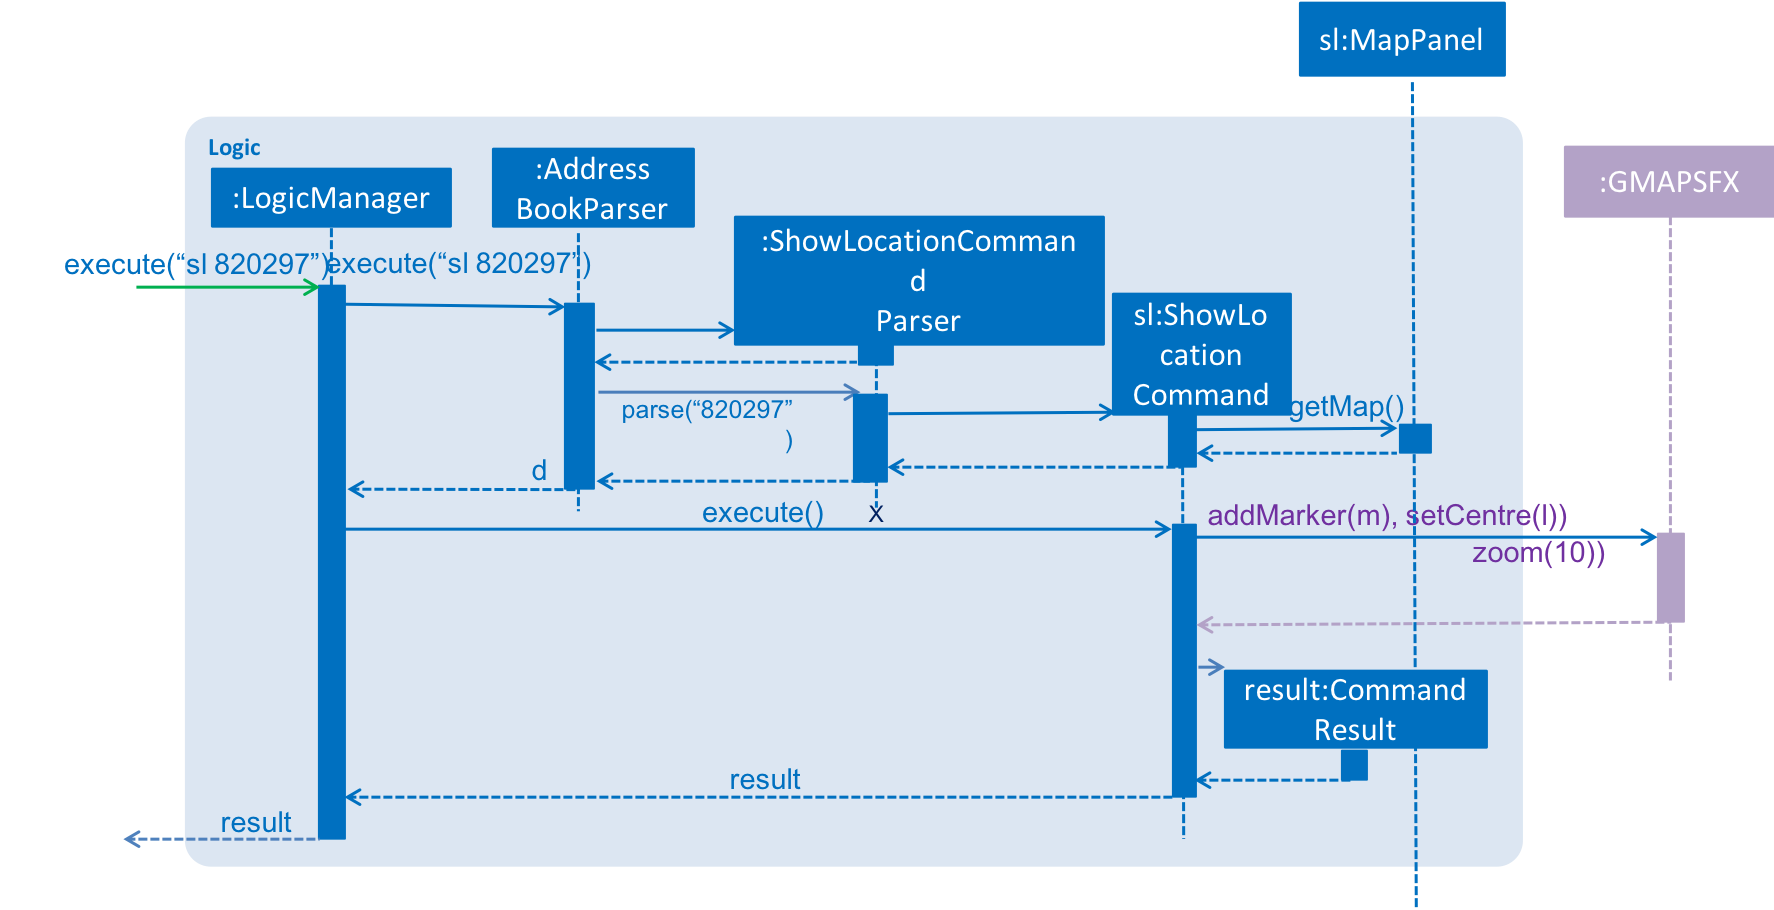 sl:MapPanel
Logic
:LogicManager
:Address
BookParser
:ShowLocationComman
d
Parser
:GMAPSFX
execute(“sl 820297”)
execute(“sl 820297”)
sl:ShowLo
cation
Command
parse(“820297”
)
getMap()
d
execute()
X
addMarker(m), setCentre(l))
zoom(10))
result:Command
Result
result
result